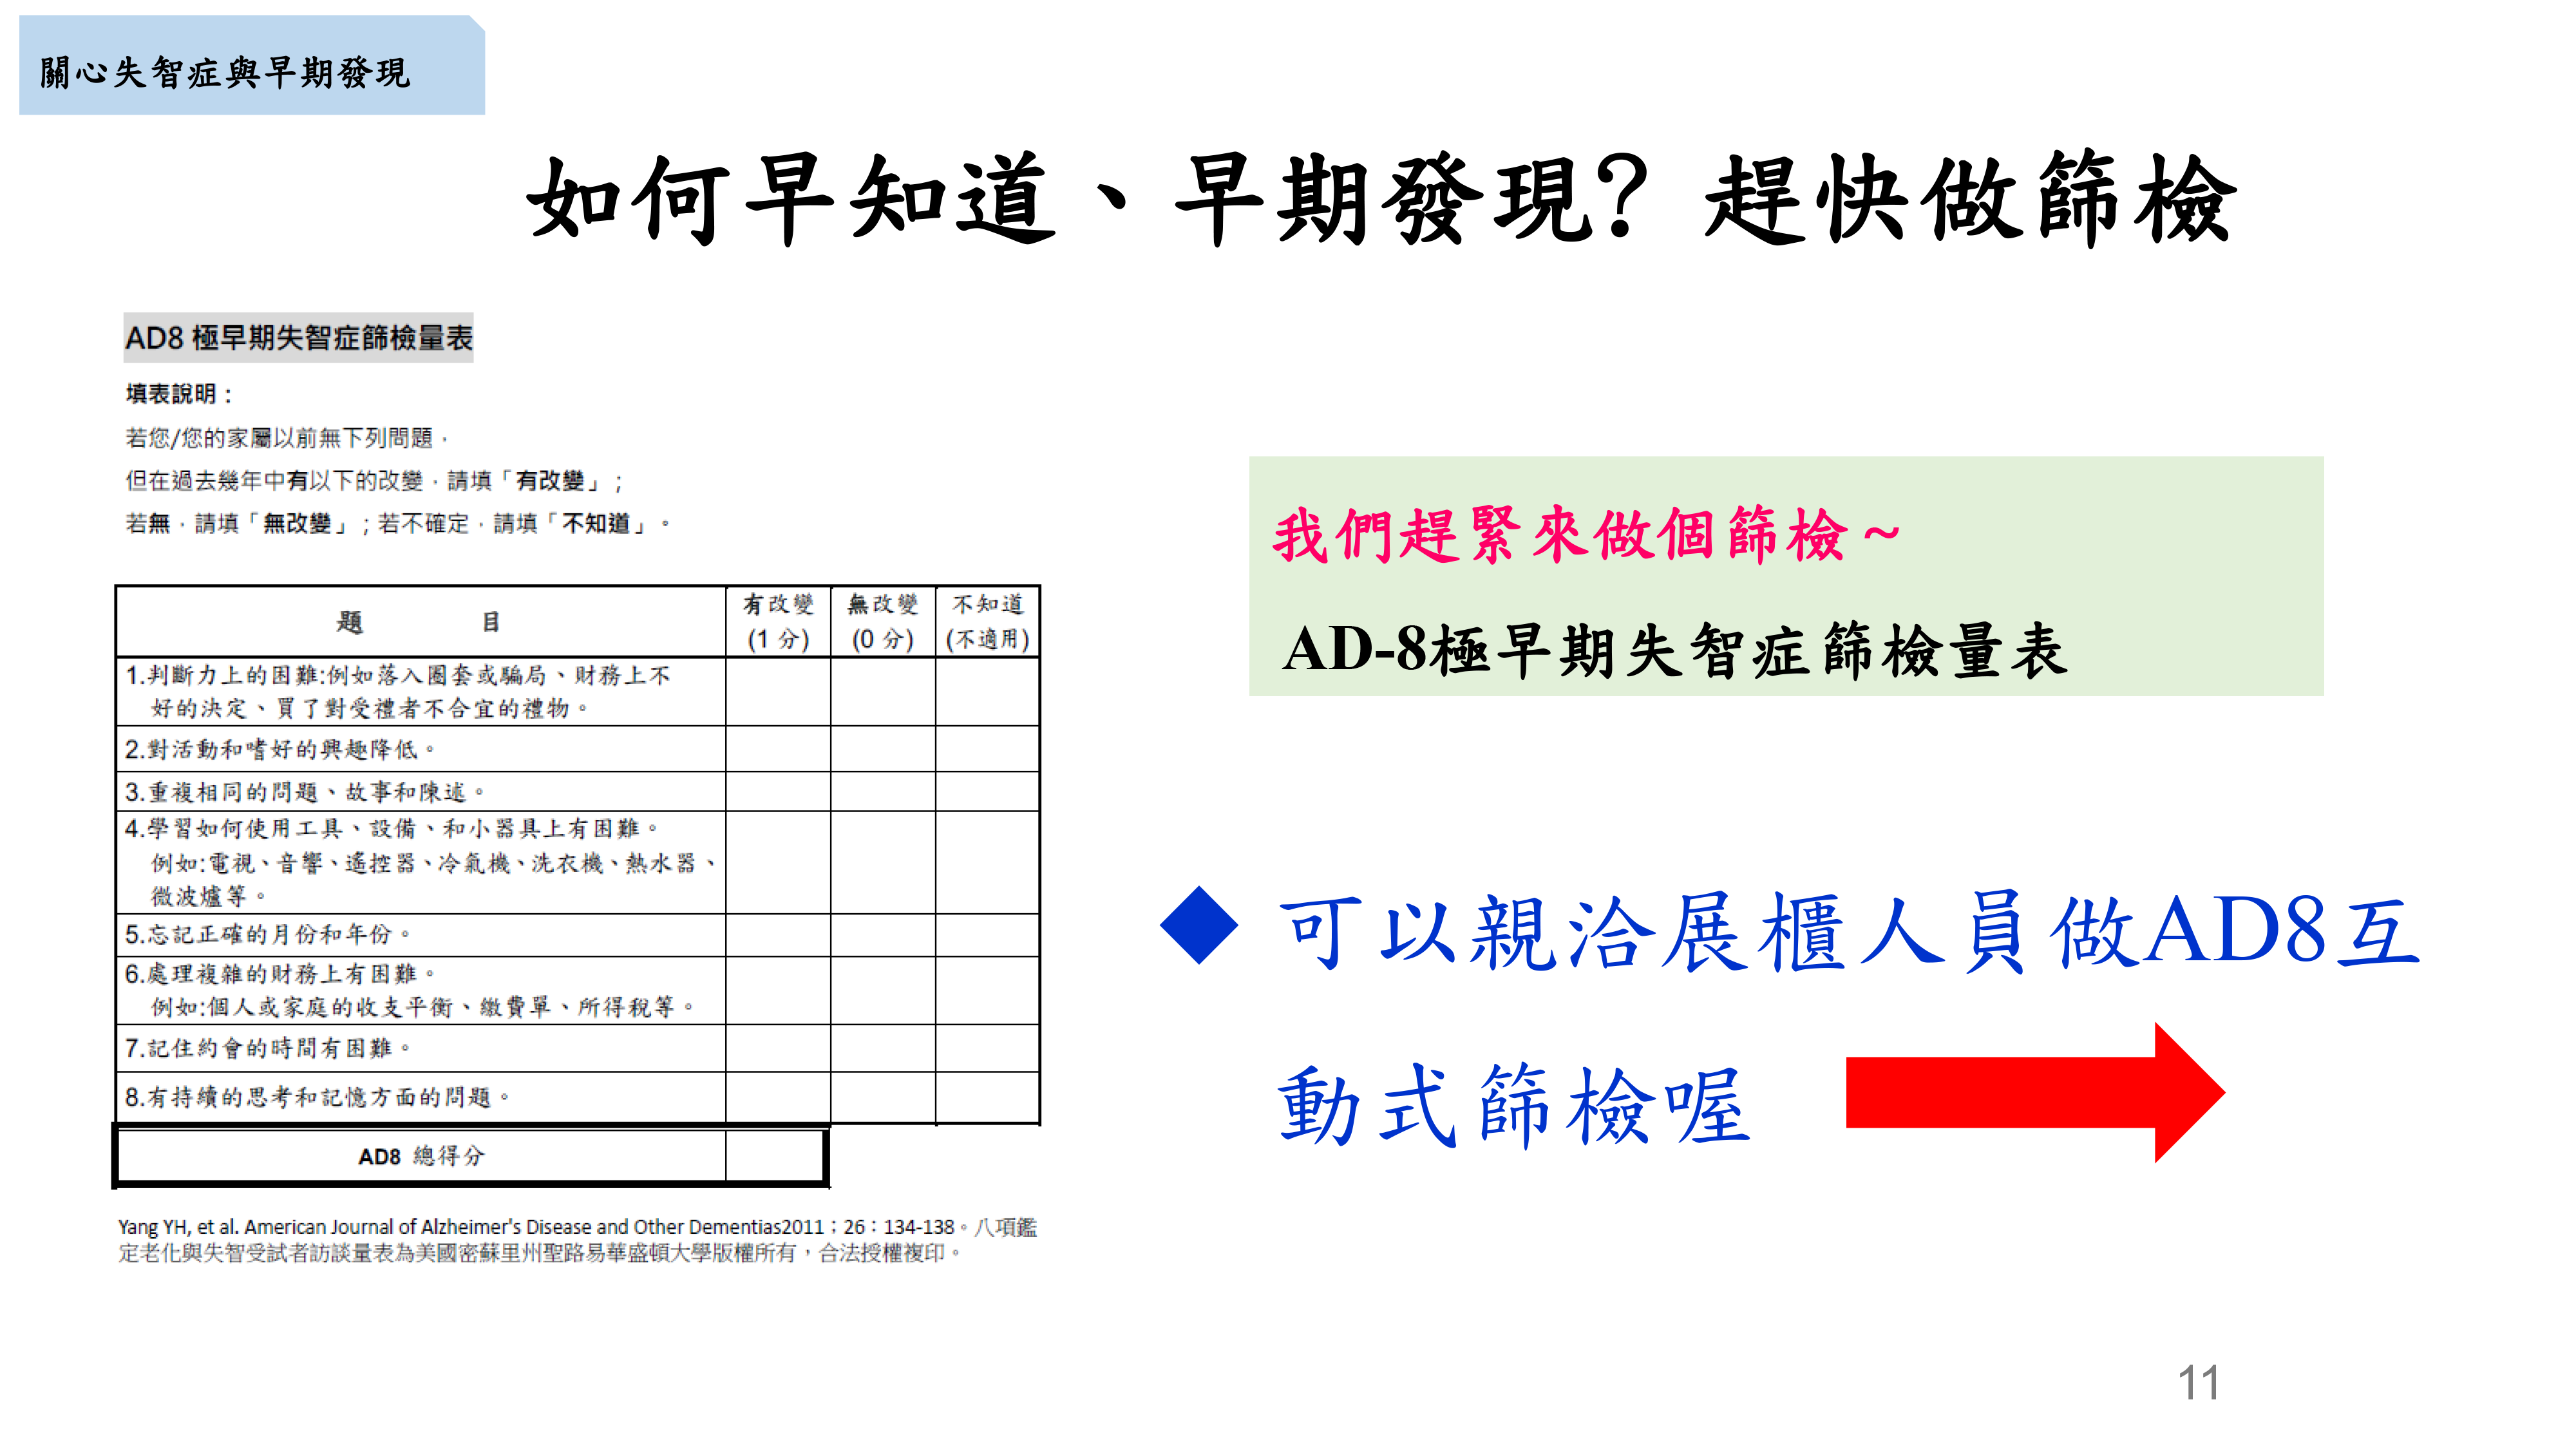 關心失智症與早期發現
如何早知道、早期發現? 趕快做篩檢
AD8 極早期失智症篩檢量表
填表說明：
若您/您的家屬以前無下列問題，
但在過去幾年中有以下的改變，請填「有改變」；
若無，請填「無改變」；若不確定，請填「不知道」。
題 目
有改變
(1 分)
無改變
(0 分)
不知道
(不適用)
1.判斷力上的困難:例如落入圈套或騙局、財務上不
好的決定、買了對受禮者不合宜的禮物。
2.對活動和嗜好的興趣降低。
3.重複相同的問題、故事和陳述。
4.學習如何使用工具、設備、和小器具上有困難。
例如:電視、音響、遙控器、冷氣機、洗衣機、熱水器、
微波爐等。
5.忘記正確的月份和年份。
6.處理複雜的財務上有困難。
例如:個人或家庭的收支平衡、繳費單、所得稅等。
7.記住約會的時間有困難。
8.有持續的思考和記憶方面的問題。
AD8 總得分
Yang YH, et al. American Journal of Alzheimer's Disease and Other Dementias2011；26：134-138。八項鑑
定老化與失智受試者訪談量表為美國密蘇里州聖路易華盛頓大學版權所有，合法授權複印。
我們趕緊來做個篩檢～
AD-8極早期失智症篩檢量表
◆ 可以親洽展櫃人員做AD8互
動式篩檢喔
11